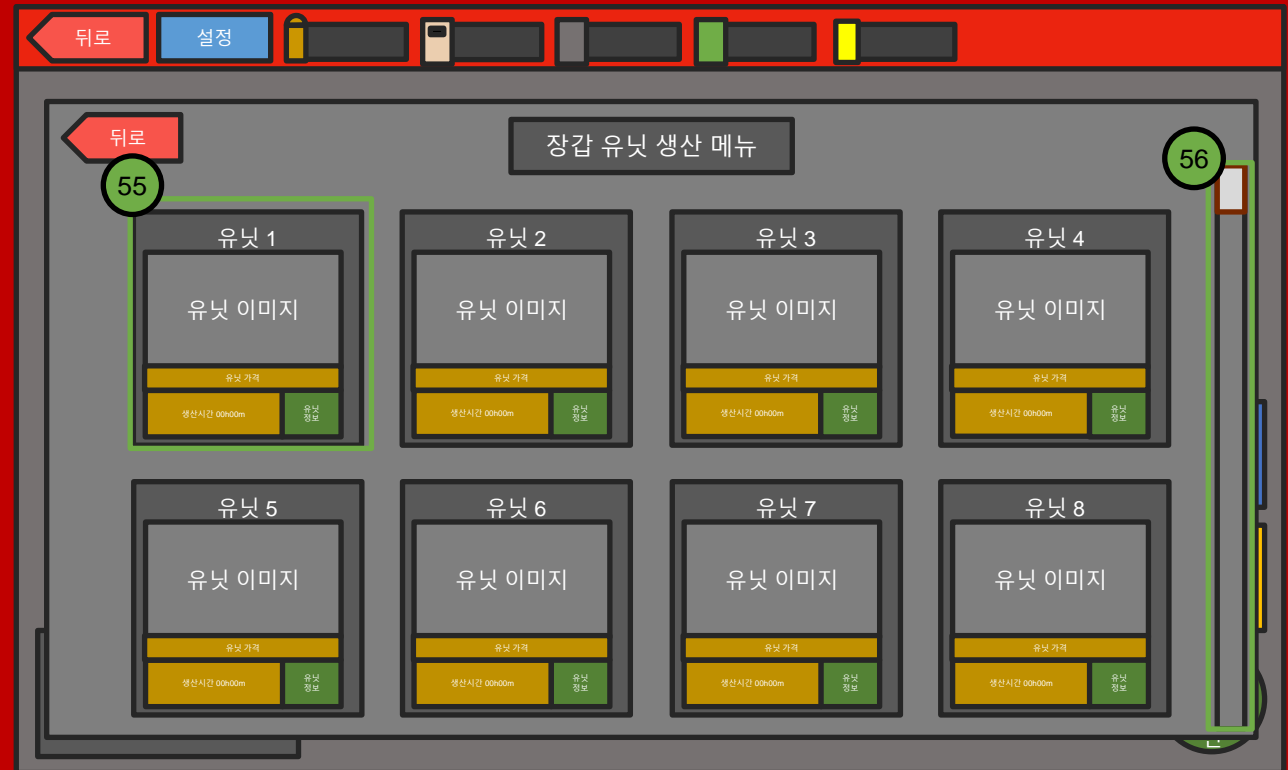 뒤로
설정
뒤로
장갑 유닛 생산 메뉴
55
56
유닛 1
유닛 2
유닛 3
유닛 4
유닛 이미지
유닛 이미지
유닛 이미지
유닛 이미지
유닛 가격
유닛 가격
유닛 가격
유닛 가격
생산시간 00h00m
유닛
정보
생산시간 00h00m
유닛
정보
생산시간 00h00m
유닛
정보
생산시간 00h00m
유닛
정보
유닛 5
유닛 6
유닛 7
유닛 8
유닛 이미지
유닛 이미지
유닛 이미지
유닛 이미지
유닛 가격
유닛 가격
유닛 가격
유닛 가격
생산시간 00h00m
유닛
정보
생산시간 00h00m
유닛
정보
생산시간 00h00m
유닛
정보
생산시간 00h00m
유닛
정보